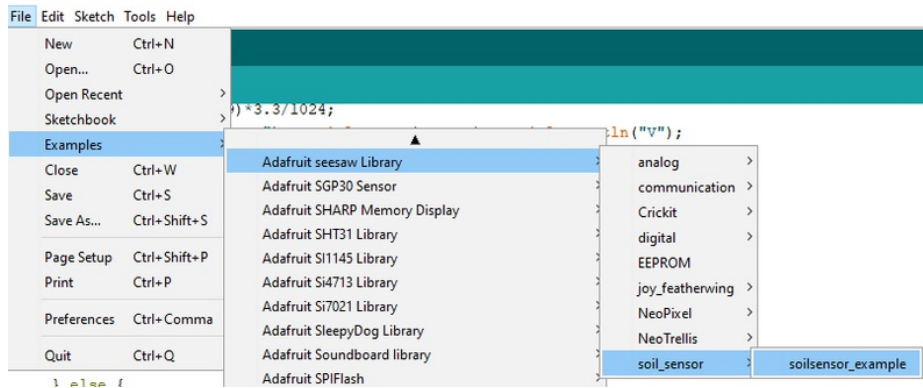 File Edit Sketch Tools Help
New Ctrl+N
Open... Ctrl+O
Open Recent
Sketchbook
Examples
Close Ctrl+W
Save Ctrl+S
Save As... Ctrl+Shift+S
Page Setup Ctrl+Shift+P
Print Ctrl+P
Preferences Ctrl+Comma
Quit Ctrl+Q
)*3.3/1024;
ln("V");
} else {
Adafruit seesaw Library
Adafruit SGP30 Sensor
Adafruit SHARP Memory Display
Adafruit SHT31 Library
Adafruit SI1145 Library
Adafruit Si4713 Library
Adafruit Si7021 Library
Adafruit SleepyDog Library
Adafruit Soundboard library
Adafruit SPIFlash
analog
communication
Crickit
digital
EEPROM
joy_featherwing
NeoPixel
NeoTrellis
soil_sensor
soilsensor_example